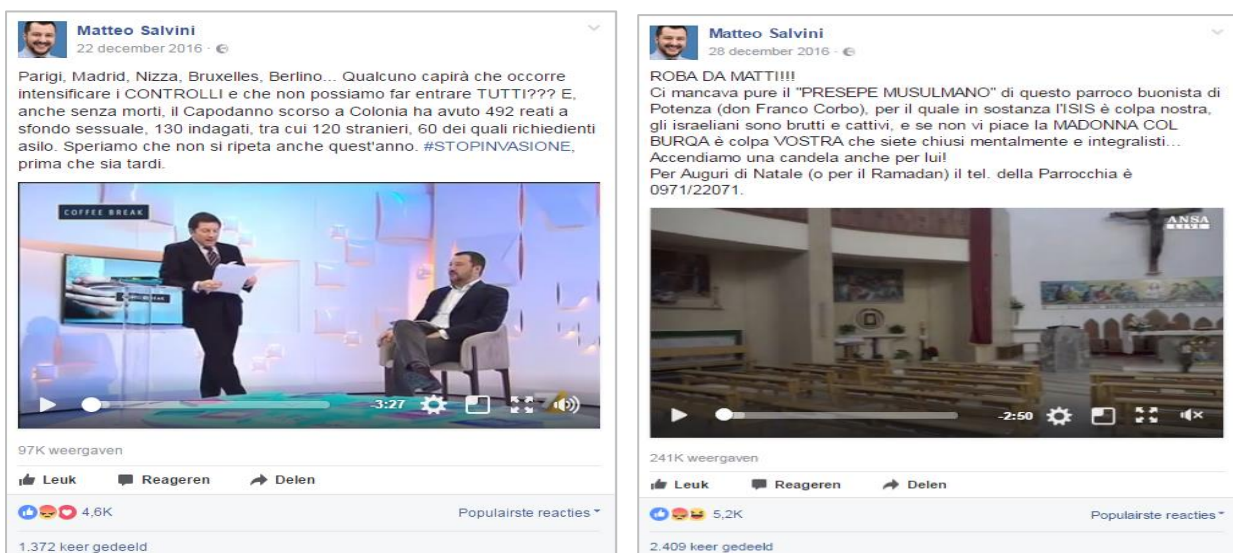 Matteo Salvini
22 december 2016 ·
Parigi, Madrid, Nizza, Bruxelles, Berlino... Qualcuno capirà che occorre
intensificare i CONTROLLI e che non possiamo far entrare TUTTI??? E,
anche senza morti, il Capodanno scorso a Colonia ha avuto 492 reati a
sfondo sessuale, 130 indagati, tra cui 120 stranieri, 60 dei quali richiedienti
asilo. Speriamo che non si ripeta anche quest'anno. #STOPINVASIONE,
prima che sia tardi.
COFFEE BREAK
-3:27
97K weergaven
Leuk Reageren Delen
4,6K Populairste reacties
1.372 keer gedeeld
Matteo Salvini
28 december 2016 ·
ROBA DA MATTI!!!
Ci mancava pure il "PRESEPE MUSULMANO" di questo parroco buonista di
Potenza (don Franco Corbo), per il quale in sostanza l'ISIS è colpa nostra,
gli israeliani sono brutti e cattivi, e se non vi piace la MADONNA COL
BURQA è colpa VOSTRA che siete chiusi mentalmente e integralisti...
Accendiamo una candela anche per lui!
Per Auguri di Natale (o per il Ramadan) il tel. della Parrocchia è
0971/22071.
ANSA
LIVE
-2:50
241K weergaven
Leuk Reageren Delen
5,2K Populairste reacties
2.409 keer gedeeld